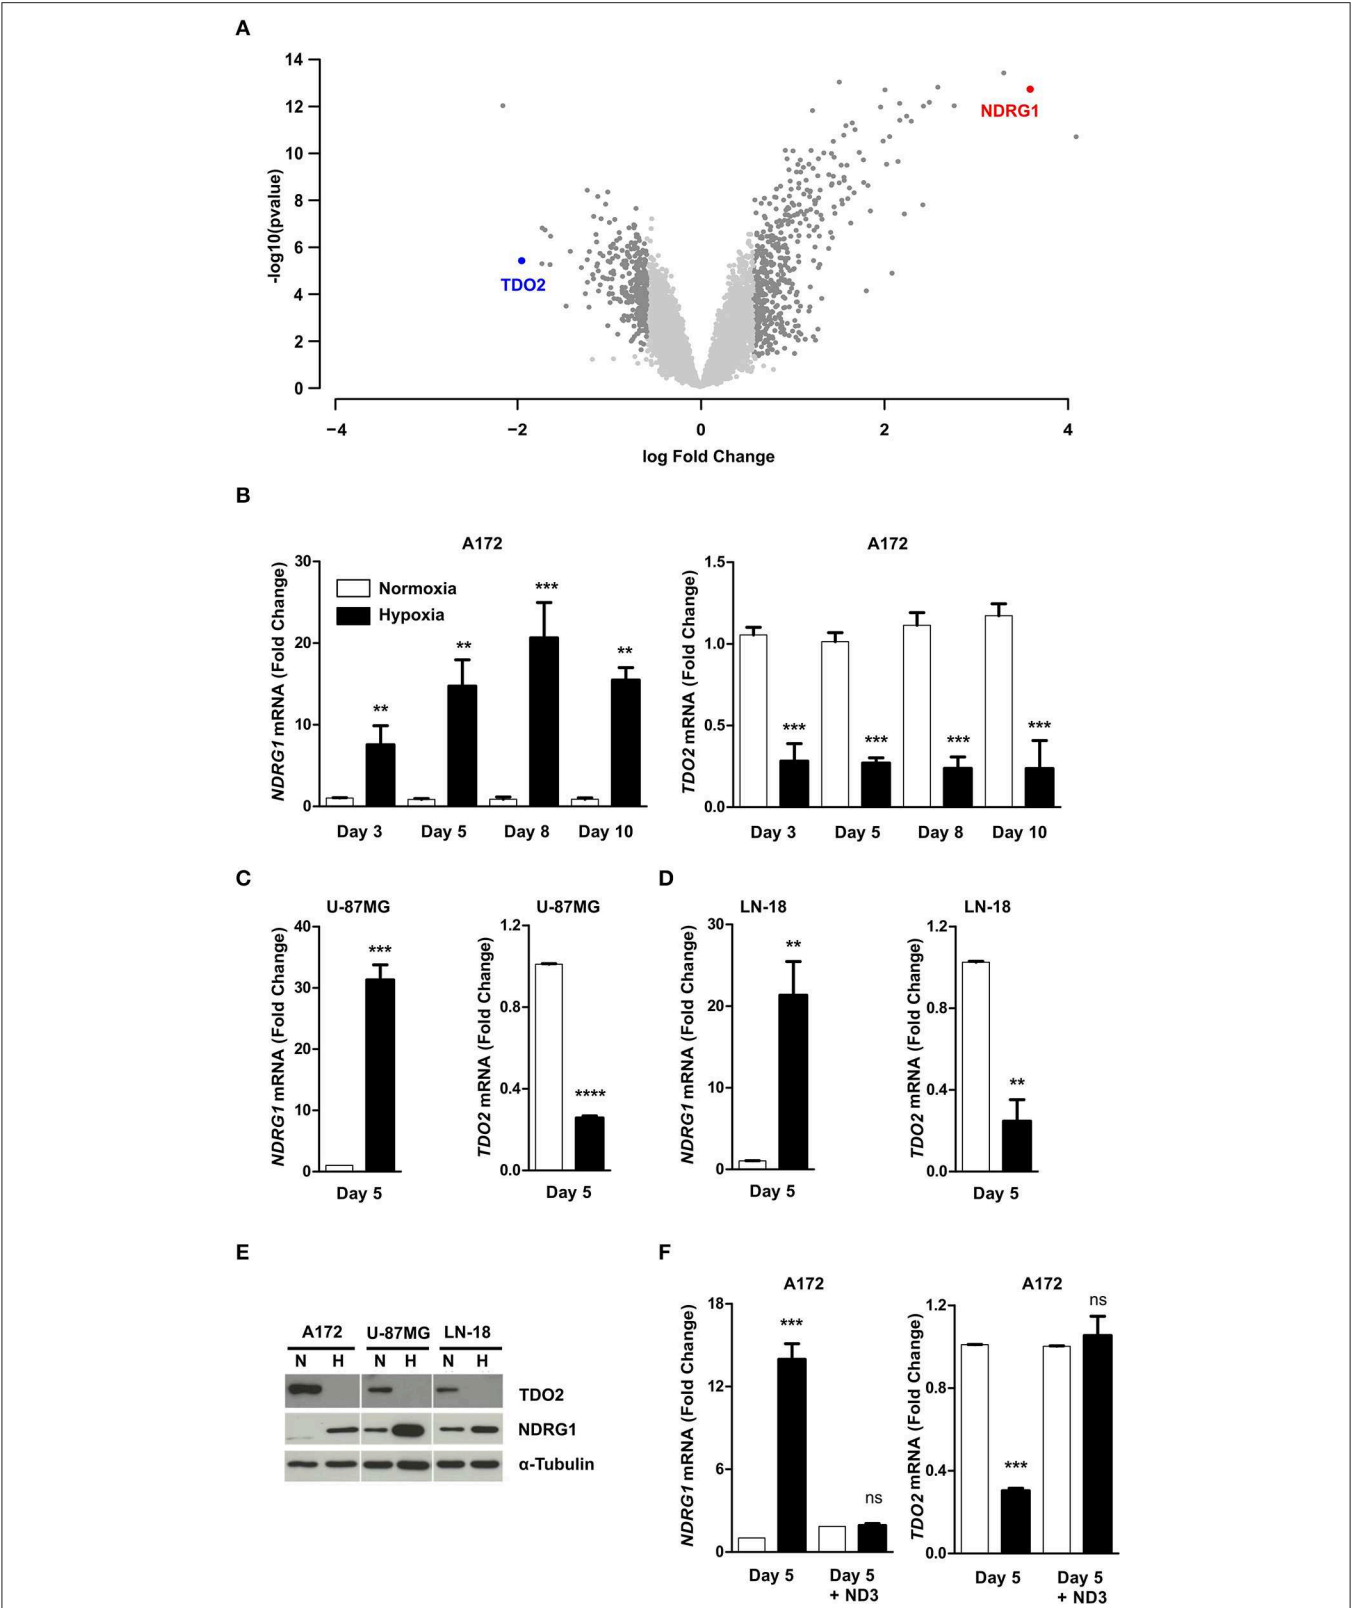 A
14
12
10
8
6
4
2
0
-log10(pvalue)
NDRG1
TDO2
−4
−2
0
2
4
log Fold Change
B
A172
30
20
10
0
NDRG1 mRNA (Fold Change)
Normoxia
Hypoxia
**
**
***
**
Day 3
Day 5
Day 8
Day 10
A172
1.5
1.0
0.5
0.0
TDO2 mRNA (Fold Change)
***
***
***
***
Day 3
Day 5
Day 8
Day 10
C
U-87MG
40
30
20
10
0
NDRG1 mRNA (Fold Change)
***
Day 5
U-87MG
1.2
0.8
0.4
0.0
TDO2 mRNA (Fold Change)
****
Day 5
D
LN-18
30
20
10
0
NDRG1 mRNA (Fold Change)
**
Day 5
LN-18
1.2
0.8
0.4
0.0
TDO2 mRNA (Fold Change)
**
Day 5
E
A172 U-87MG LN-18
N H N H N H
TDO2
NDRG1
α-Tubulin
F
A172
18
12
6
0
NDRG1 mRNA (Fold Change)
***
ns
Day 5
Day 5
+ ND3
A172
1.2
0.8
0.4
0.0
TDO2 mRNA (Fold Change)
***
ns
Day 5
Day 5
+ ND3